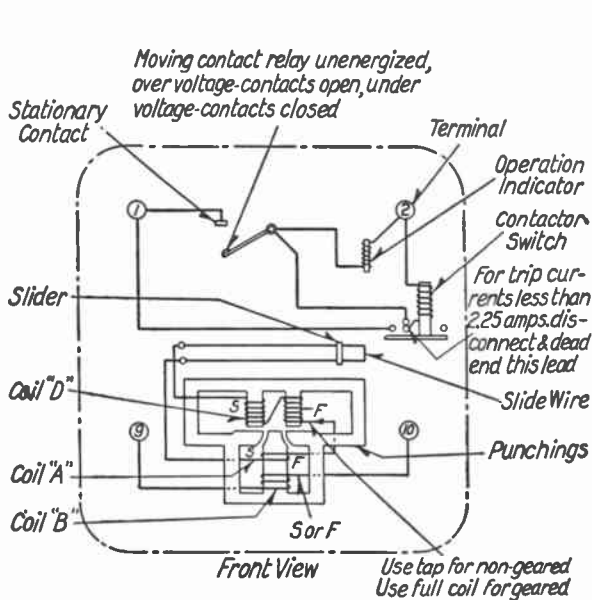 Moving contact relay unenergized,
over voltage-contacts open, under
voltage-contacts closed
Stationary
Contact
Terminal
Operation
Indicator
Contactor
Switch
1
2
For trip cur-
rents less than
2.25 amps. dis-
connect & dead
end this lead
Slider
Slide Wire
Coil "D"
S
F
9
10
Punchings
S
F
Coil "A"
Coil "B"
S or F
Front View
Use tap for non-geared
Use full coil for geared